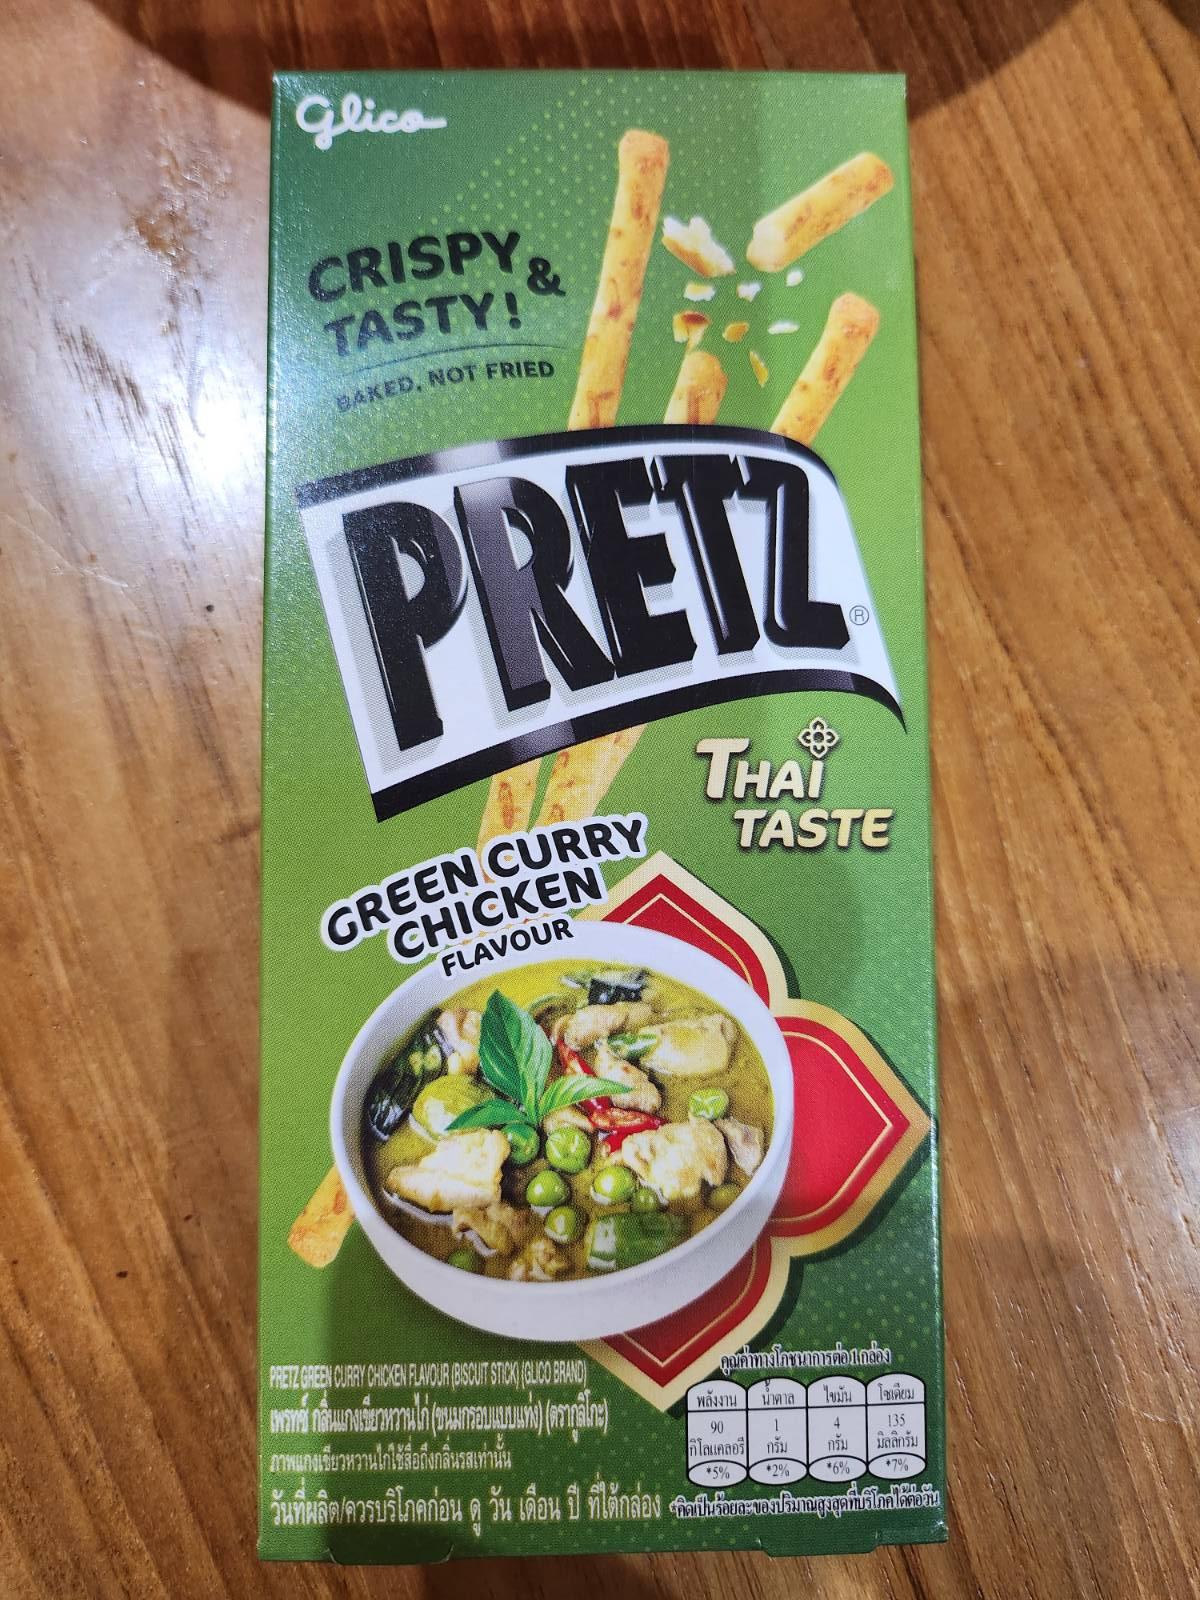 Glico
CRISPY &
TASTY!
BAKED, NOT FRIED
PRETZ®
THAI
TASTE
GREEN CURRY
CHICKEN
FLAVOUR
PRETZ GREEN CURRY CHICKEN FLAVOUR (BISCUIT STICK) (GLICO BRAND)
เพรทซ์ กลิ่นแกงเขียวหวานไก่ (ขนมกรอบแบบแท่ง) (ตรากูลิโกะ)
ภาพแกงเขียวหวานไก่ใช้สื่อถึงกลิ่นรสเท่านั้น
วันที่ผลิต/ควรบริโภคก่อน ดู วัน เดือน ปี ที่ใต้กล่อง
คุณค่าทางโภชนาการต่อ 1 กล่อง
พลังงาน น้ำตาล ไขมัน โซเดียม
90 1 4 135
กิโลแคลอรี กรัม กรัม มิลลิกรัม
*5% *2% *6% *7%
*คิดเป็นร้อยละของปริมาณสูงสุดที่บริโภคได้ต่อวัน